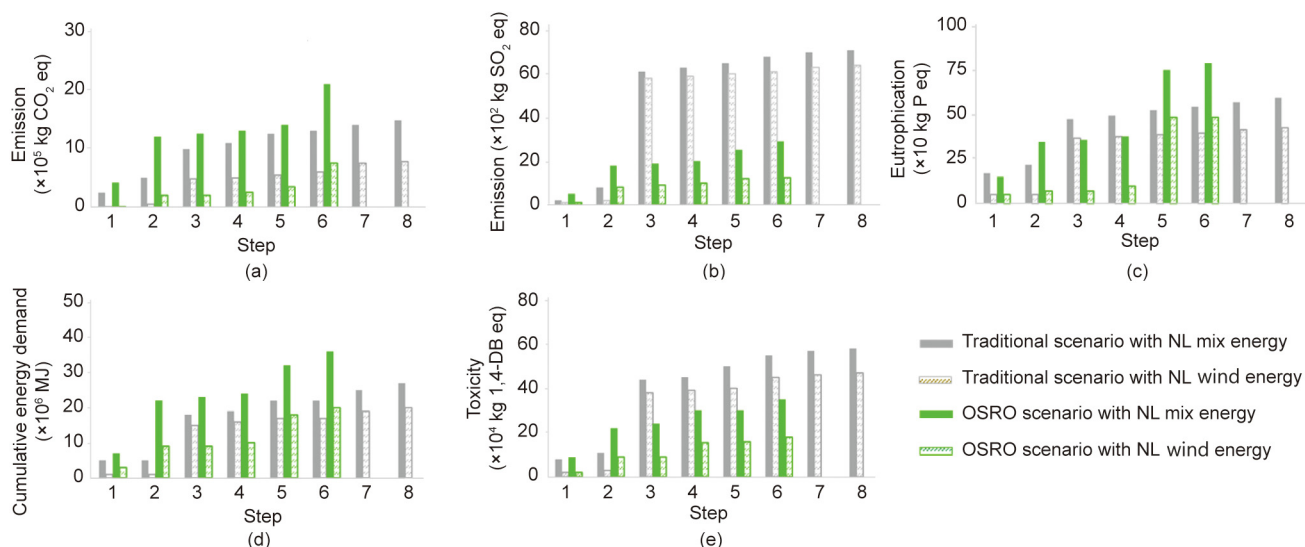 Emission
(×10⁵ kg CO₂ eq)
30
20
10
0
1 2 3 4 5 6 7 8
Step
(a)
Emission (×10² kg SO₂ eq)
80
60
40
20
0
1 2 3 4 5 6 7 8
Step
(b)
Eutrophication
(×10 kg P eq)
100
75
50
25
0
1 2 3 4 5 6 7 8
Step
(c)
Cumulative energy demand
(×10⁶ MJ)
50
40
30
20
10
0
1 2 3 4 5 6 7 8
Step
(d)
Toxicity
(×10⁴ kg 1,4-DB eq)
80
60
40
20
0
1 2 3 4 5 6 7 8
Step
(e)
Traditional scenario with NL mix energy
Traditional scenario with NL wind energy
OSRO scenario with NL mix energy
OSRO scenario with NL wind energy